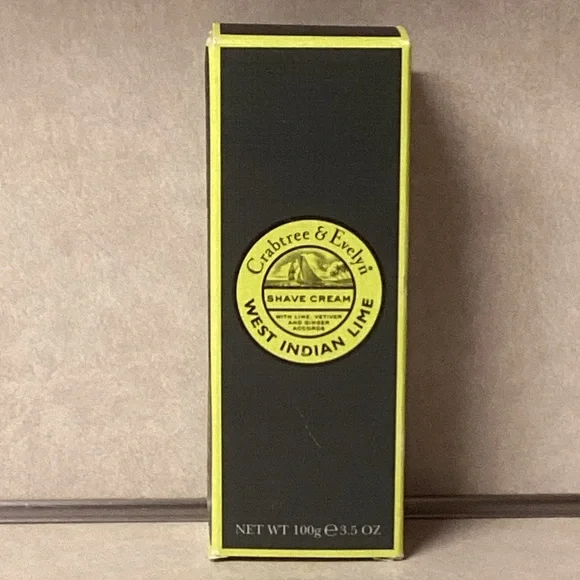 Crabtree & Evelyn®
SHAVE CREAM
WITH LIME, VETIVER
AND GINGER
ACCORDS
WEST INDIAN LIME
NET WT 100g ℮ 3.5 OZ